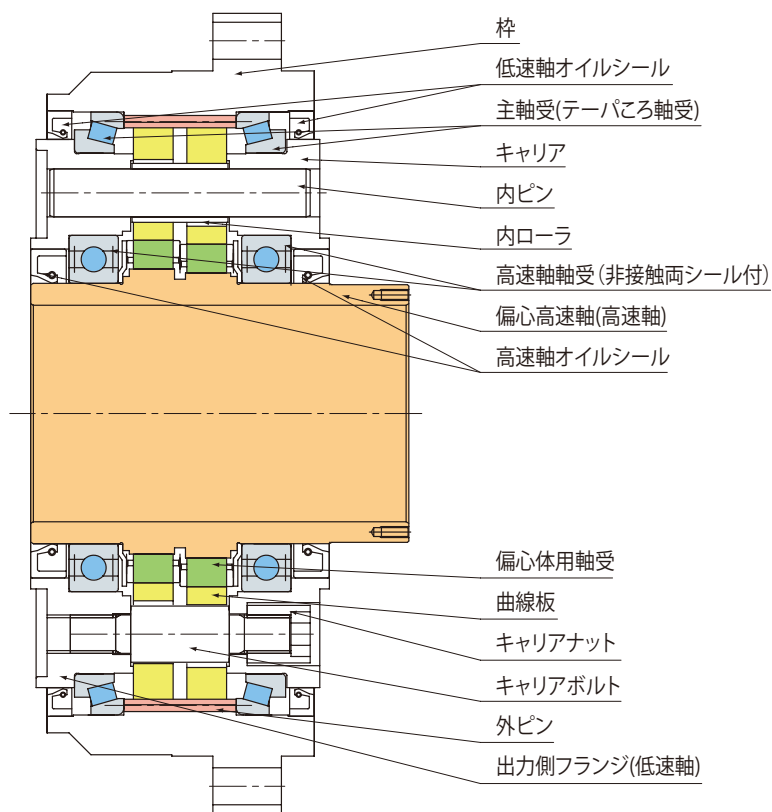 枠
低速軸オイルシール
主軸受(テーパころ軸受)
キャリア
内ピン
内ローラ
高速軸軸受(非接触両シール付)
偏心高速軸(高速軸)
高速軸オイルシール
偏心体用軸受
曲線板
キャリアナット
キャリアボルト
外ピン
出力側フランジ(低速軸)